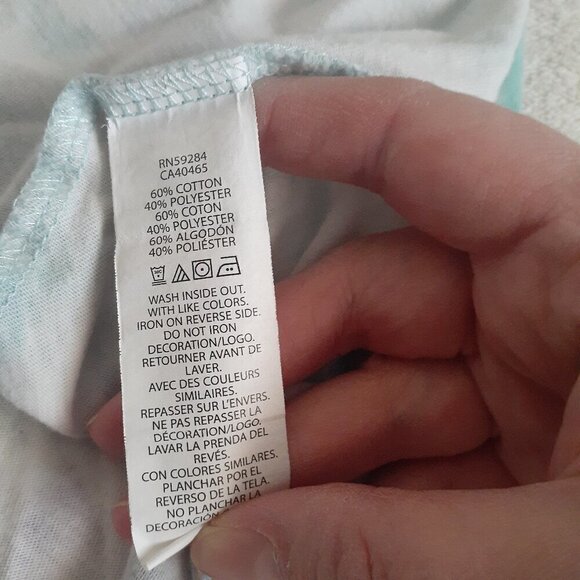 RN59284
CA40465
60% COTTON
40% POLYESTER
60% COTON
40% POLYESTER
60% ALGODÓN
40% POLIÉSTER
WASH INSIDE OUT.
WITH LIKE COLORS.
IRON ON REVERSE SIDE.
DO NOT IRON
DECORATION/LOGO.
RETOURNER AVANT DE
LAVER.
AVEC DES COULEURS
SIMILAIRES.
REPASSER SUR L'ENVERS.
NE PAS REPASSER LA
DÉCORATION/LOGO.
LAVAR LA PRENDA DEL
REVÉS.
CON COLORES SIMILARES.
PLANCHAR POR EL
REVERSO DE LA TELA.
NO PLANCHAR LA
DECORACIÓN